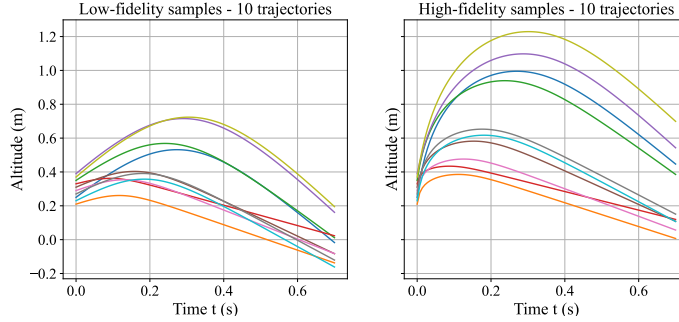 Low-fidelity samples - 10 trajectories
High-fidelity samples - 10 trajectories
1.2
1.0
0.8
0.6
0.4
0.2
0.0
−0.2
Altitude (m)
Altitude (m)
0.0 0.2 0.4 0.6
0.0 0.2 0.4 0.6
Time t (s)
Time t (s)